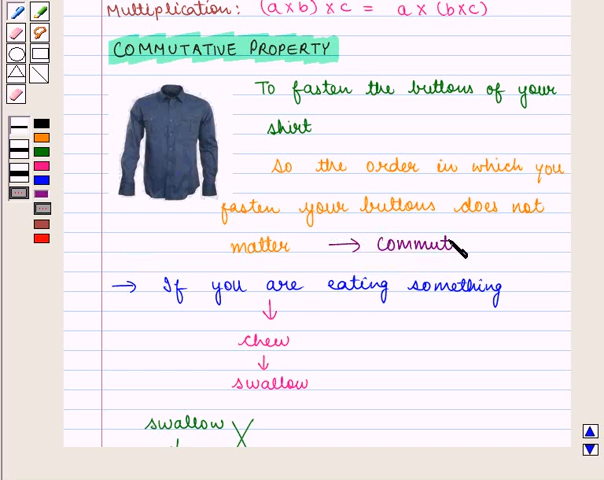 Multiplication: (a×b) × c = a × (b×c)
COMMUTATIVE PROPERTY
To fasten the buttons of your
shirt
So the order in which you
fasten your buttons does not
matter → Commut
→ If you are eating something
↓
chew
↓
swallow
swallow